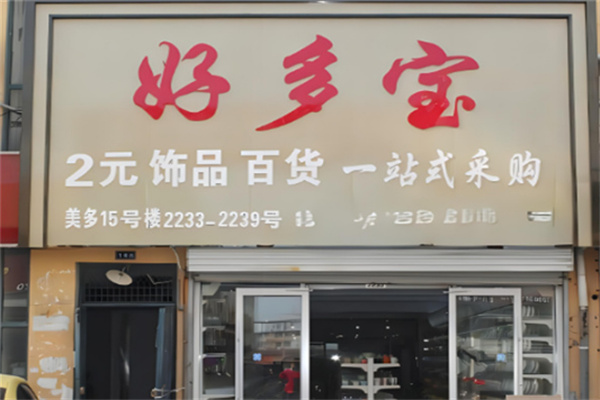 好多宝
2元 饰品 百货 一站式采购
美多15号楼2233-2239号